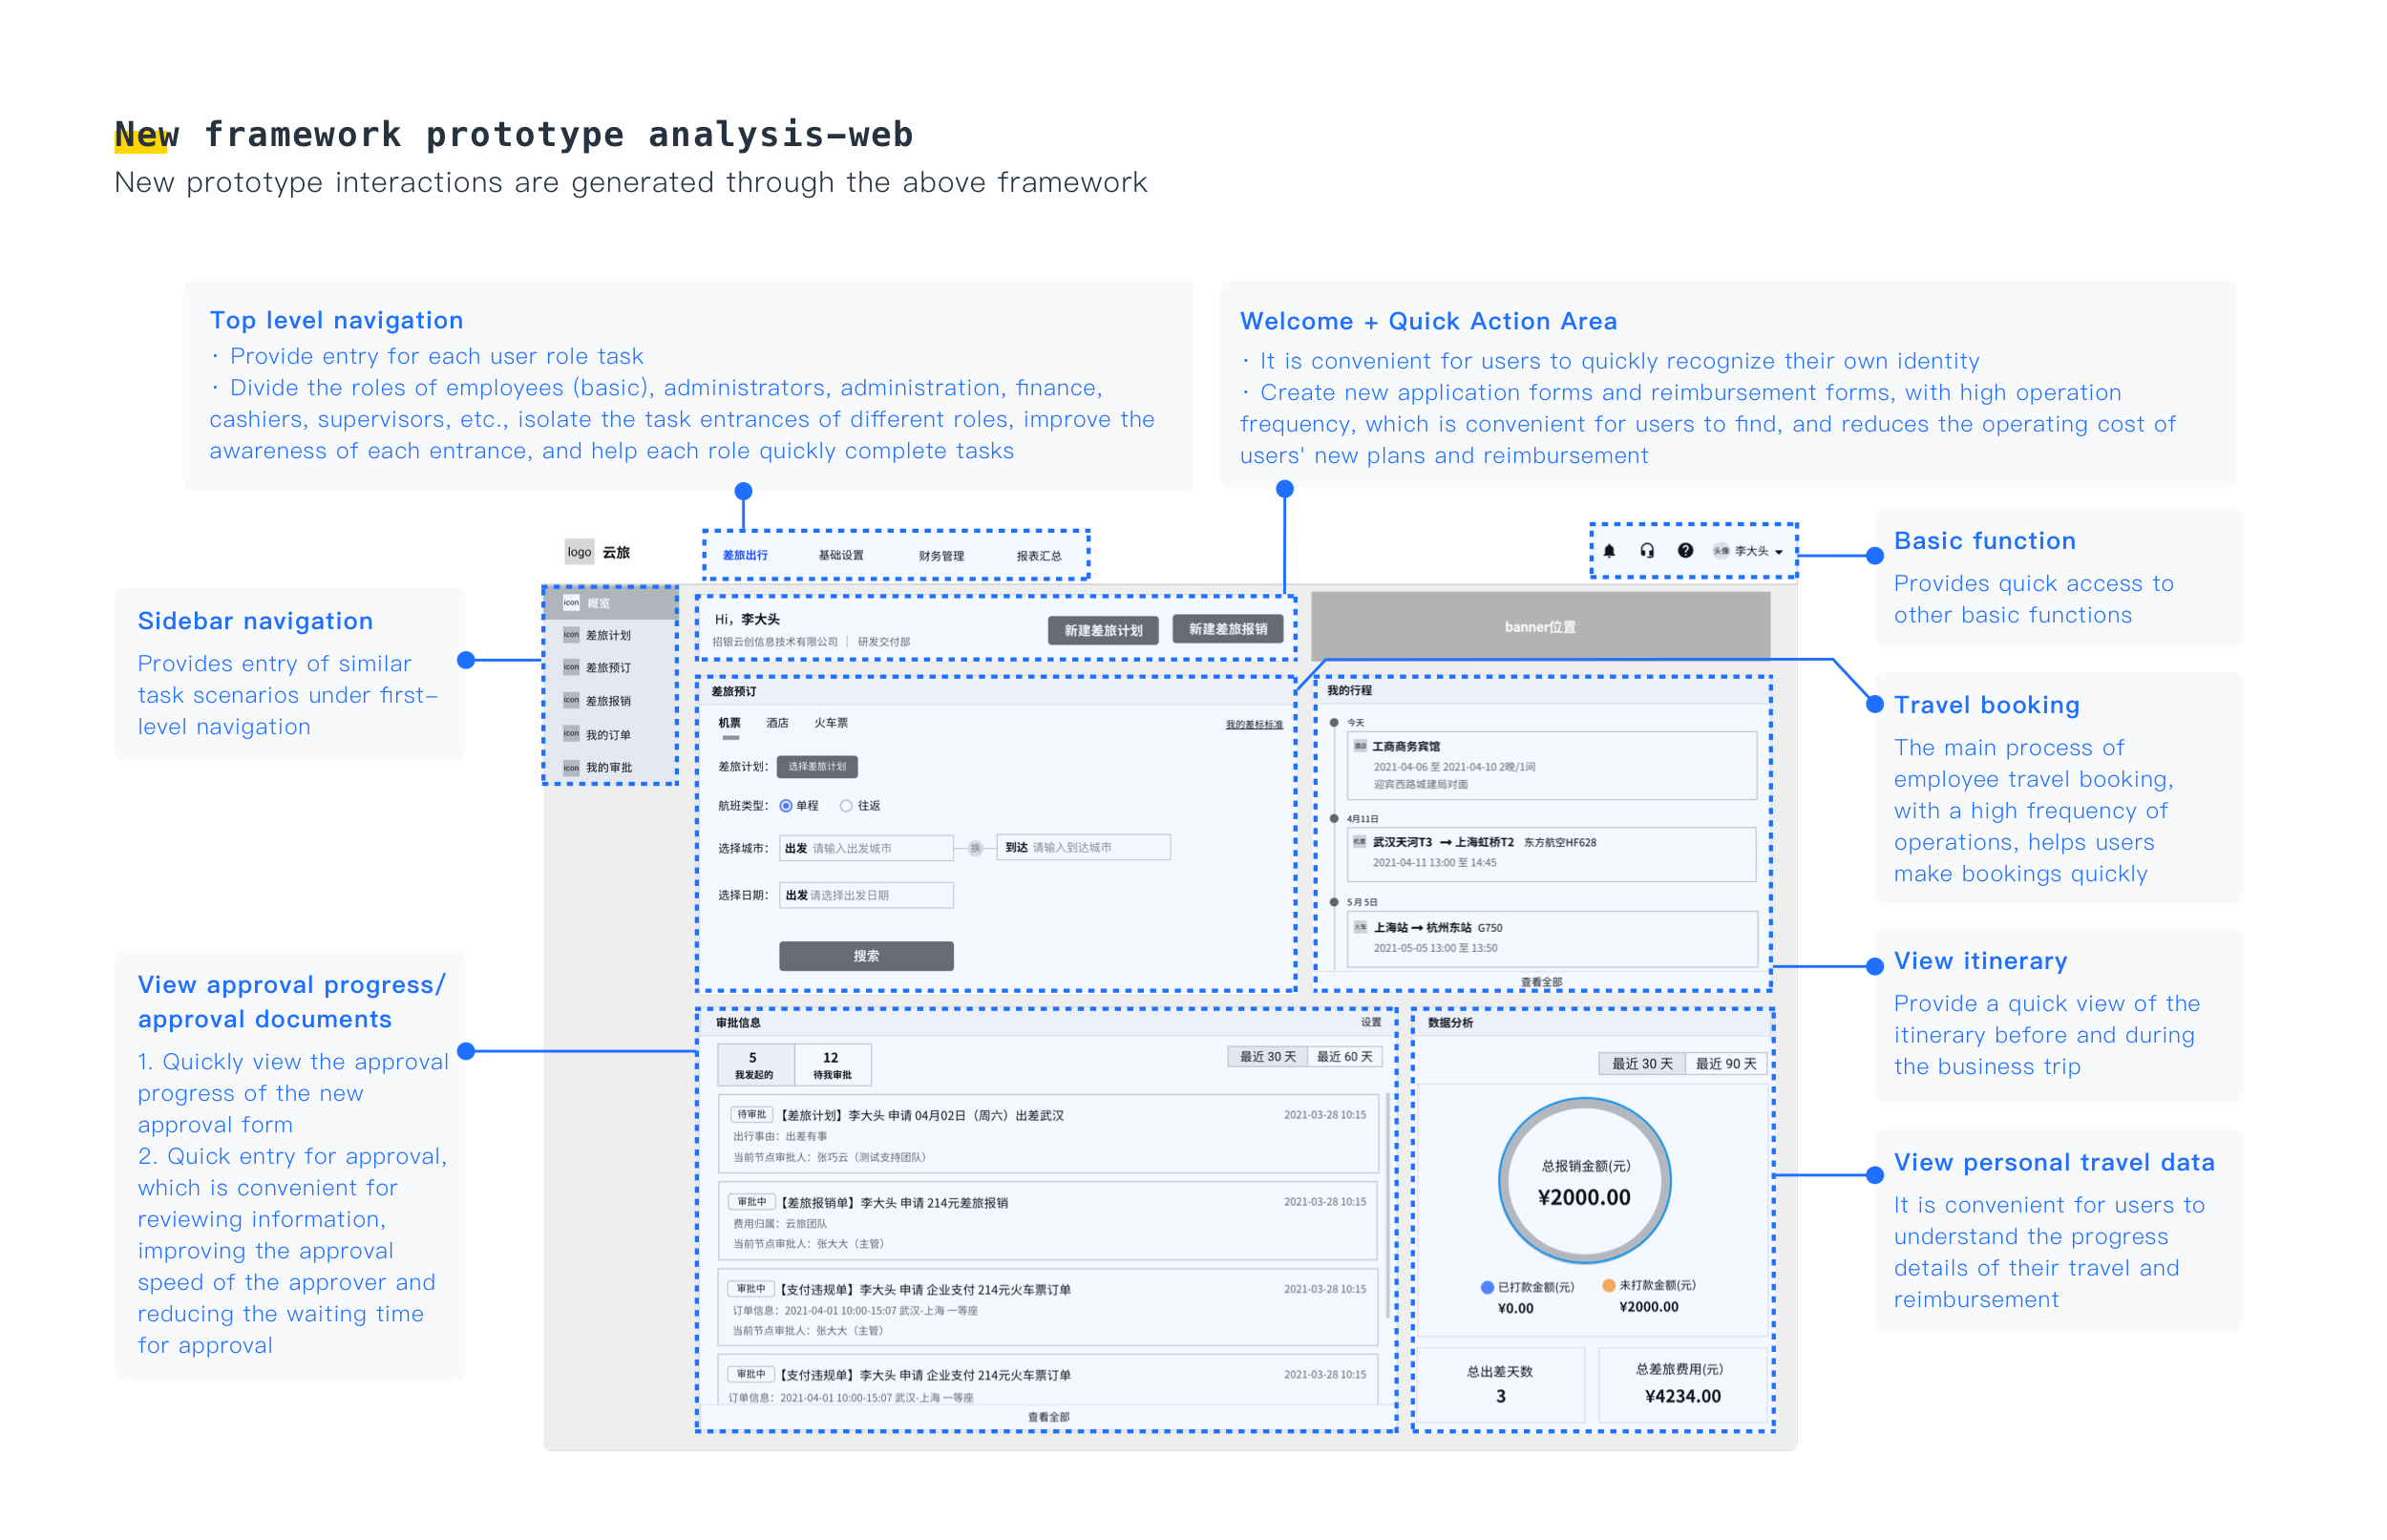 New framework prototype analysis-web
New prototype interactions are generated through the above framework
Top level navigation
· Provide entry for each user role task
· Divide the roles of employees (basic), administrators, administration, finance,
cashiers, supervisors, etc., isolate the task entrances of different roles, improve the
awareness of each entrance, and help each role quickly complete tasks
Welcome + Quick Action Area
· It is convenient for users to quickly recognize their own identity
· Create new application forms and reimbursement forms, with high operation
frequency, which is convenient for users to find, and reduces the operating cost of
users' new plans and reimbursement
Sidebar navigation
Provides entry of similar
task scenarios under first-
level navigation
View approval progress/
approval documents
1. Quickly view the approval
progress of the new
approval form
2. Quick entry for approval,
which is convenient for
reviewing information,
improving the approval
speed of the approver and
reducing the waiting time
for approval
logo 云旅
差旅出行 基础设置 财务管理 报表汇总
头像 李大头
icon 概览
icon 差旅计划
icon 差旅预订
icon 差旅报销
icon 我的订单
icon 我的审批
Hi，李大头
招银云创信息技术有限公司 | 研发交付部
新建差旅计划 新建差旅报销
banner位置
差旅预订
机票 酒店 火车票
我的差标标准
差旅计划： 选择差旅计划
航班类型： 单程 往返
选择城市： 出发 请输入出发城市 换 到达 请输入到达城市
选择日期： 出发 请选择出发日期
搜索
我的行程
今天
酒店 工商商务宾馆
2021-04-06 至 2021-04-10 2晚/1间
迎宾西路城建局对面
4月11日
机票 武汉天河T3 → 上海虹桥T2 东方航空HF628
2021-04-11 13:00 至 14:45
5 月 5日
火车 上海站 → 杭州东站 G750
2021-05-05 13:00 至 13:50
查看全部
审批信息 设置
5 12
我发起的 待我审批
最近 30 天 最近 60 天
待审批 【差旅计划】李大头 申请 04月02日（周六）出差武汉 2021-03-28 10:15
出行事由：出差有事
当前节点审批人：张巧云（测试支持团队）
审批中 【差旅报销单】李大头 申请 214元差旅报销 2021-03-28 10:15
费用归属：云旅团队
当前节点审批人：张大大（主管）
审批中 【支付违规单】李大头 申请 企业支付 214元火车票订单 2021-03-28 10:15
订单信息：2021-04-01 10:00-15:07 武汉-上海 一等座
当前节点审批人：张大大（主管）
审批中 【支付违规单】李大头 申请 企业支付 214元火车票订单 2021-03-28 10:15
订单信息：2021-04-01 10:00-15:07 武汉-上海 一等座
查看全部
数据分析
最近 30 天 最近 90 天
总报销金额(元)
¥2000.00
已打款金额(元) 未打款金额(元)
¥0.00 ¥2000.00
总出差天数 总差旅费用(元)
3 ¥4234.00
Basic function
Provides quick access to
other basic functions
Travel booking
The main process of
employee travel booking,
with a high frequency of
operations, helps users
make bookings quickly
View itinerary
Provide a quick view of the
itinerary before and during
the business trip
View personal travel data
It is convenient for users to
understand the progress
details of their travel and
reimbursement